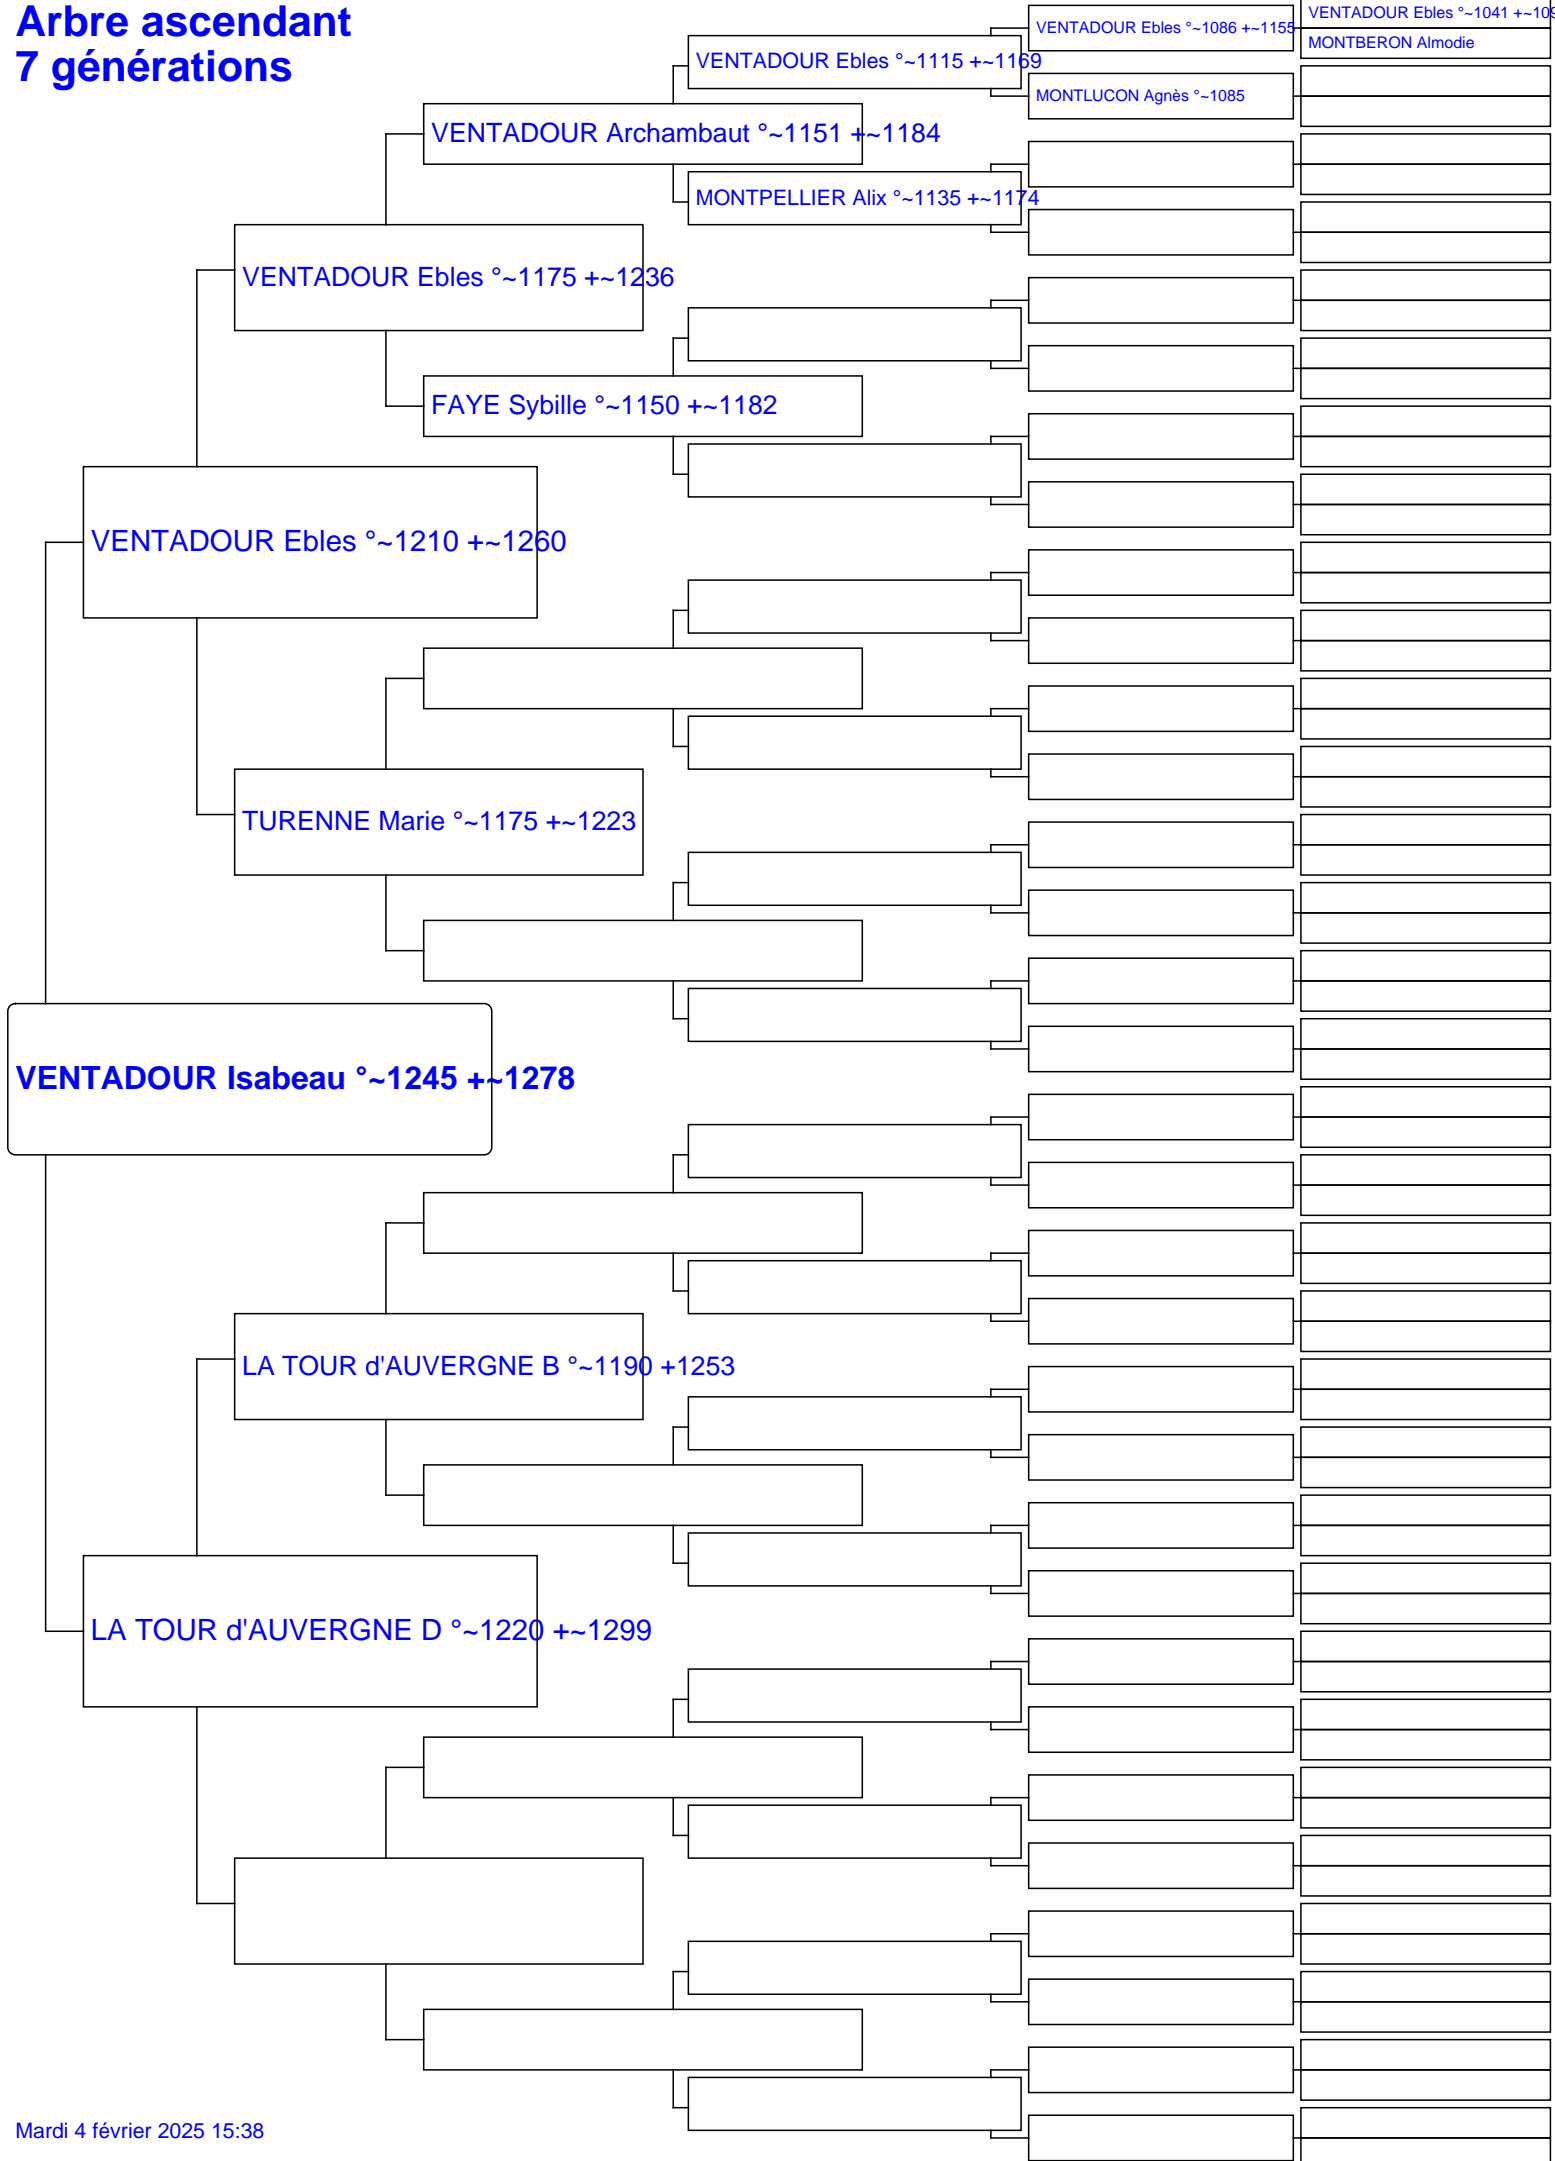 Arbre ascendant
7 générations
VENTADOUR Ebles °~1041 +~109
VENTADOUR Ebles °~1086 +~1155
MONTBERON Almodie
VENTADOUR Ebles °~1115 +~1169
MONTLUCON Agnès °~1085
VENTADOUR Archambaut °~1151 +~1184
MONTPELLIER Alix °~1135 +~1174
VENTADOUR Ebles °~1175 +~1236
FAYE Sybille °~1150 +~1182
VENTADOUR Ebles °~1210 +~1260
TURENNE Marie °~1175 +~1223
VENTADOUR Isabeau °~1245 +~1278
LA TOUR d'AUVERGNE B °~1190 +1253
LA TOUR d'AUVERGNE D °~1220 +~1299
Mardi 4 février 2025 15:38